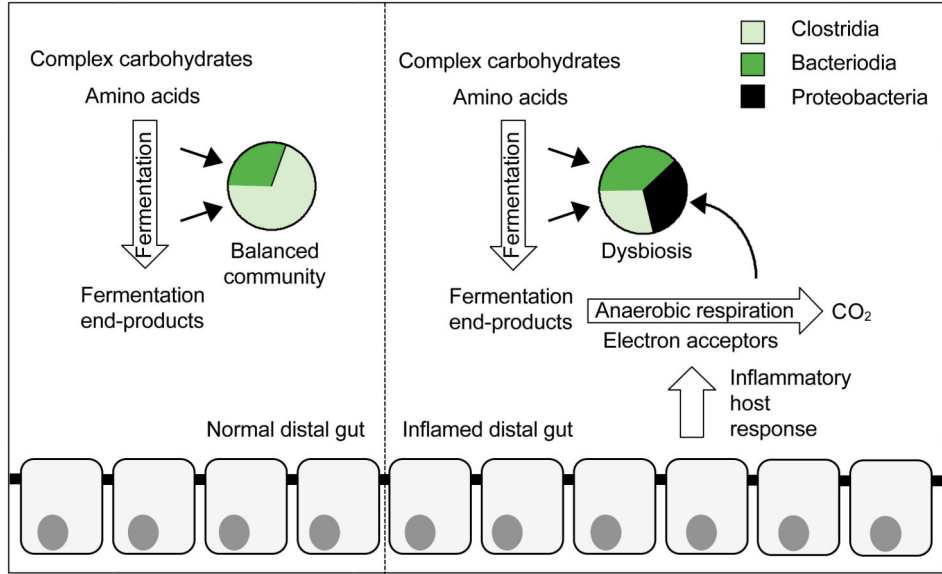 Complex carbohydrates
Amino acids
Fermentation
Balanced
community
Fermentation
end-products
Normal distal gut
Complex carbohydrates
Amino acids
Fermentation
Dysbiosis
Fermentation
end-products
Anaerobic respiration
CO₂
Electron acceptors
Inflammatory
host
response
Inflamed distal gut
Clostridia
Bacteriodia
Proteobacteria